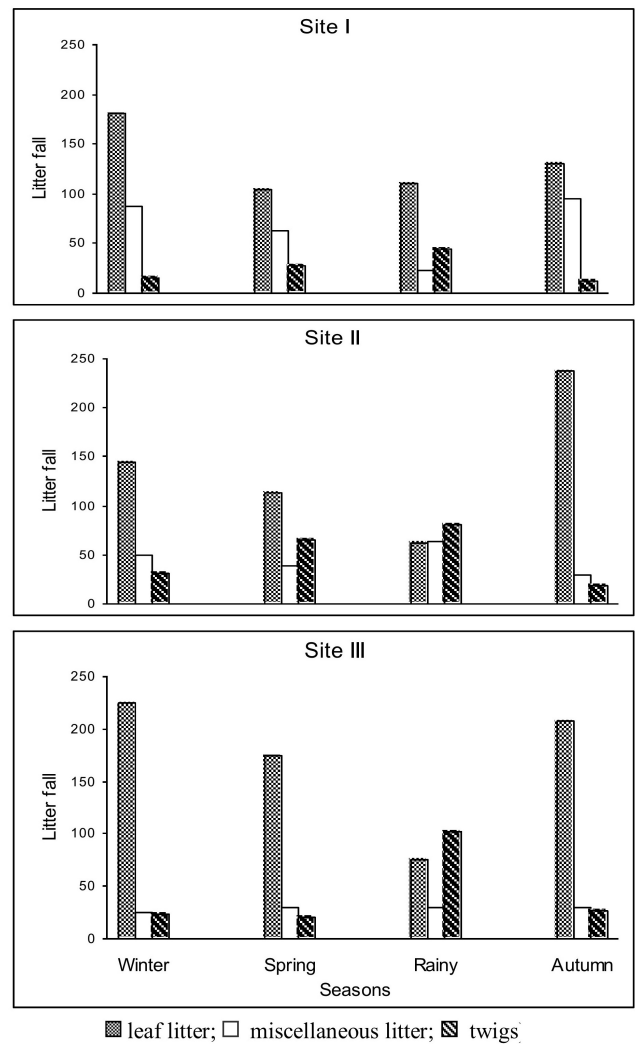 Site I
250
200
150
100
50
0
Litter fall
Site II
250
200
150
100
50
0
Litter fall
Site III
250
200
150
100
50
0
Litter fall
Winter Spring Rainy Autumn
Seasons
leaf litter; miscellaneous litter; twigs